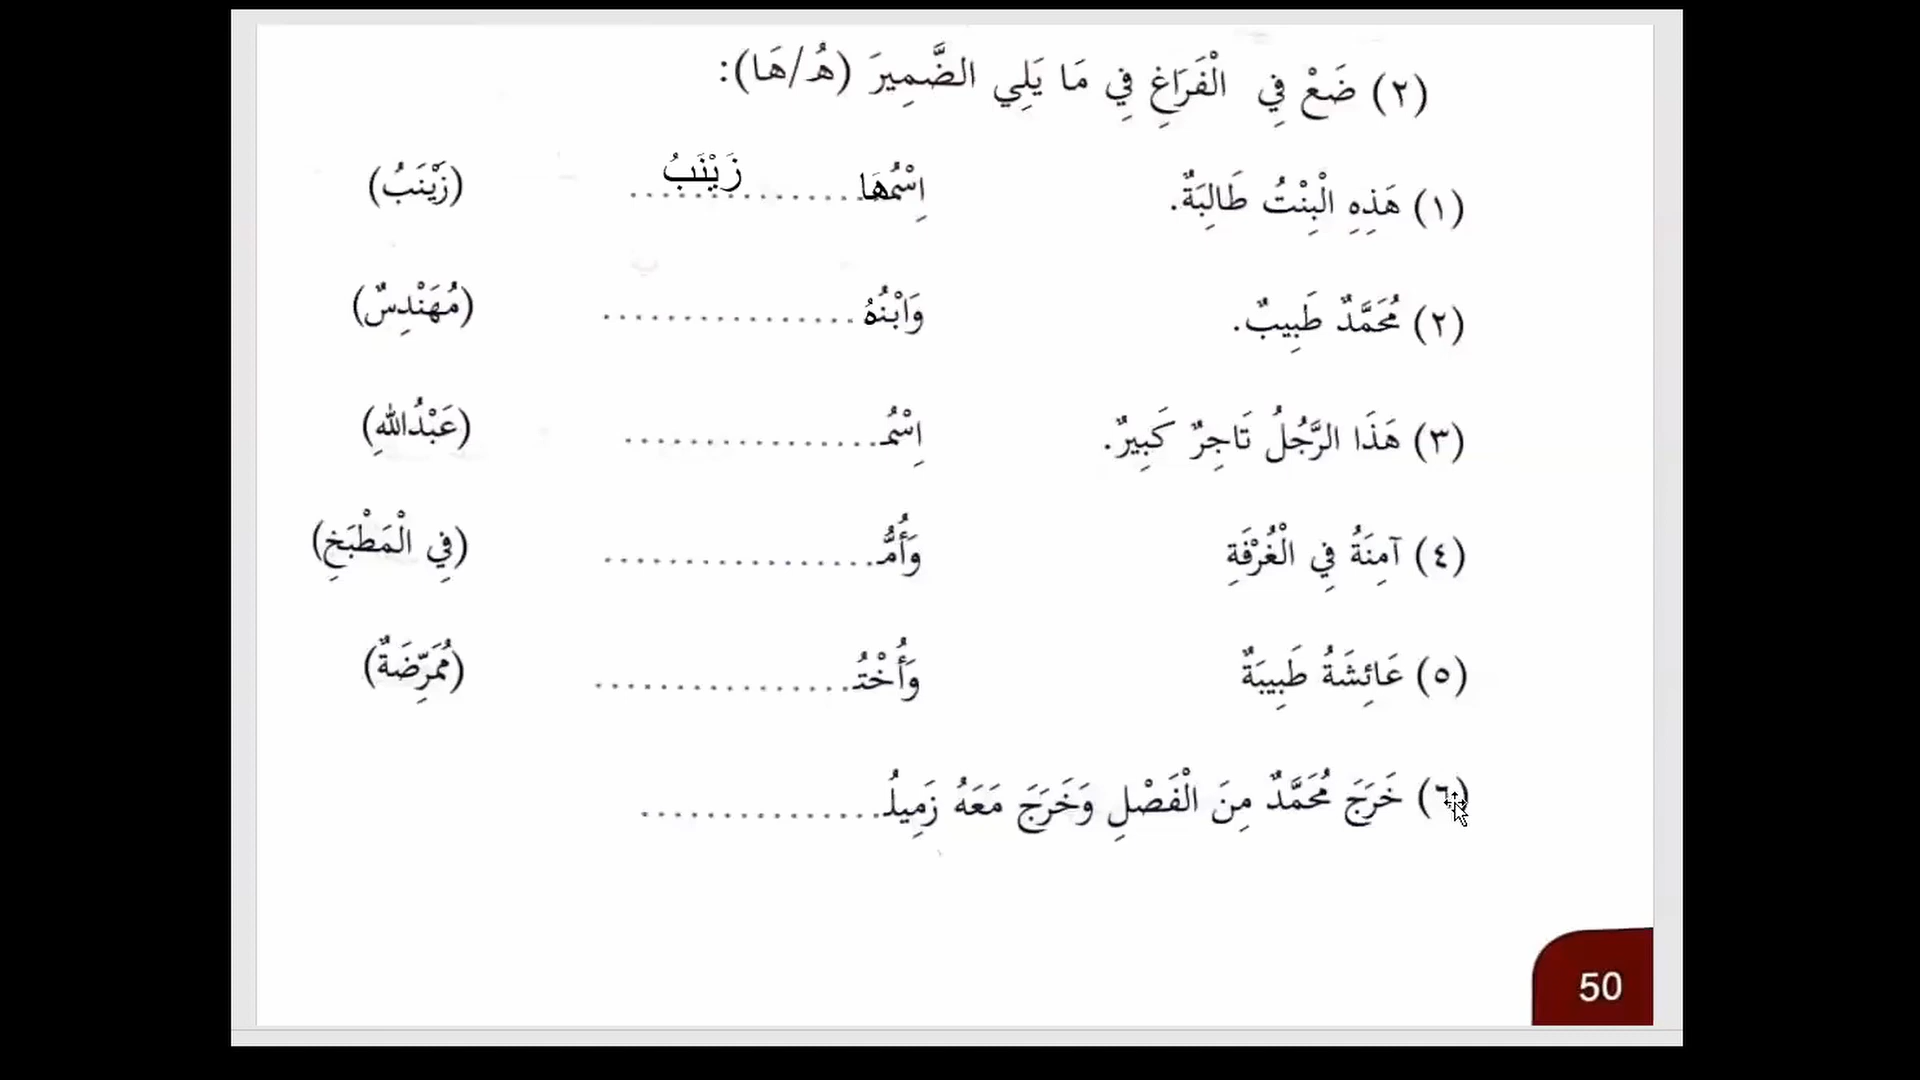 (٢) ضَعْ فِي الْفَرَاغِ فِي مَا يَلِي الضَّمِيرَ (هُ/هَا):
(١) هَذِهِ الْبِنْتُ طَالِبَةٌ. اِسْمُهَا زَيْنَبُ .............. (زَيْنَبُ)
(٢) مُحَمَّدٌ طَبِيبٌ. وَابْنُهُ ................ (مُهَنْدِسٌ)
(٣) هَذَا الرَّجُلُ تَاجِرٌ كَبِيرٌ. اِسْمُـ ................ (عَبْدُاللهِ)
(٤) آمِنَةُ فِي الْغُرْفَةِ وَأُمُّـ ................ (فِي الْمَطْبَخِ)
(٥) عَائِشَةُ طَبِيبَةٌ وَأُخْتُـ ................ (مُمَرِّضَةٌ)
(٦) خَرَجَ مُحَمَّدٌ مِنَ الْفَصْلِ وَخَرَجَ مَعَهُ زَمِيلُـ ................
50